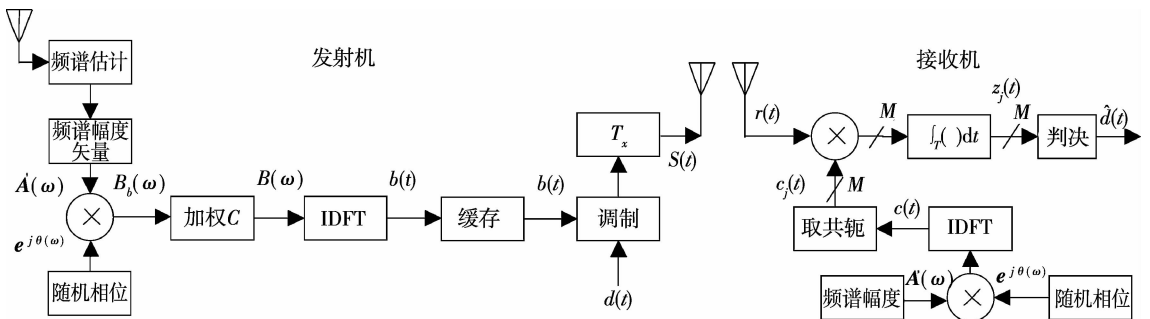 发射机
接收机
频谱估计
频谱幅度
矢量
A'(ω)
B_b(ω)
e^{jθ(ω)}
随机相位
加权C
B(ω)
IDFT
b(t)
缓存
b(t)
调制
d(t)
T_x
S(t)
r(t)
M
∫_T( )dt
z_j(t)
M
判决
d̂(t)
c_j(t)
M
取共轭
c(t)
IDFT
频谱幅度
A'(ω)
e^{jθ(ω)}
随机相位